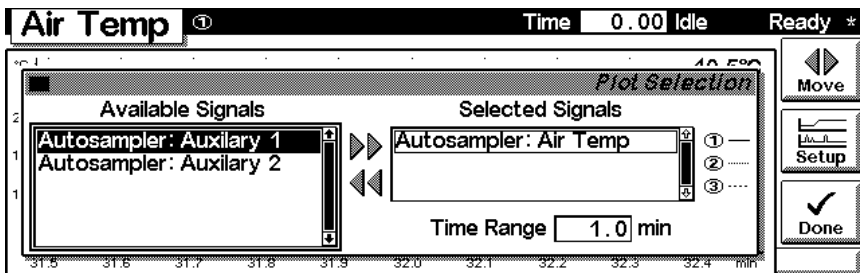 Air Temp ① Time 0.00 Idle Ready *
Plot Selection
Move
Available Signals Selected Signals
Autosampler: Auxilary 1 Autosampler: Air Temp ①
Autosampler: Auxilary 2 ②
③
Setup
Time Range 1.0 min
Done
31.5 31.6 31.7 31.8 31.9 32.0 32.1 32.2 32.3 32.4 min